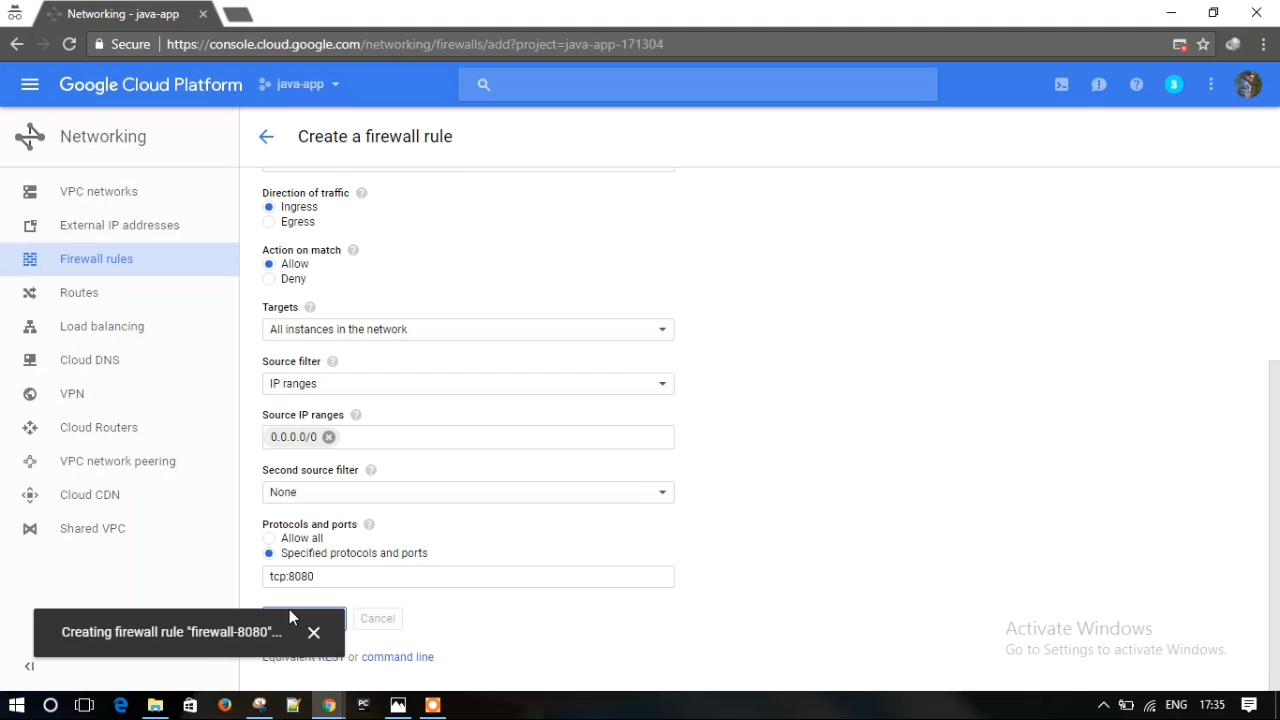 Networking - java-app
Secure https://console.cloud.google.com/networking/firewalls/add?project=java-app-171304
Google Cloud Platform java-app 3
Networking
Create a firewall rule
VPC networks
External IP addresses
Firewall rules
Routes
Load balancing
Cloud DNS
VPN
Cloud Routers
VPC network peering
Cloud CDN
Shared VPC
Direction of traffic
Ingress
Egress
Action on match
Allow
Deny
Targets
All instances in the network
Source filter
IP ranges
Source IP ranges
0.0.0.0/0
Second source filter
None
Protocols and ports
Allow all
Specified protocols and ports
tcp:8080
Cancel
Creating firewall rule "firewall-8080"...
Equivalent REST or command line
Activate Windows
Go to Settings to activate Windows.
PC
ENG 17:35